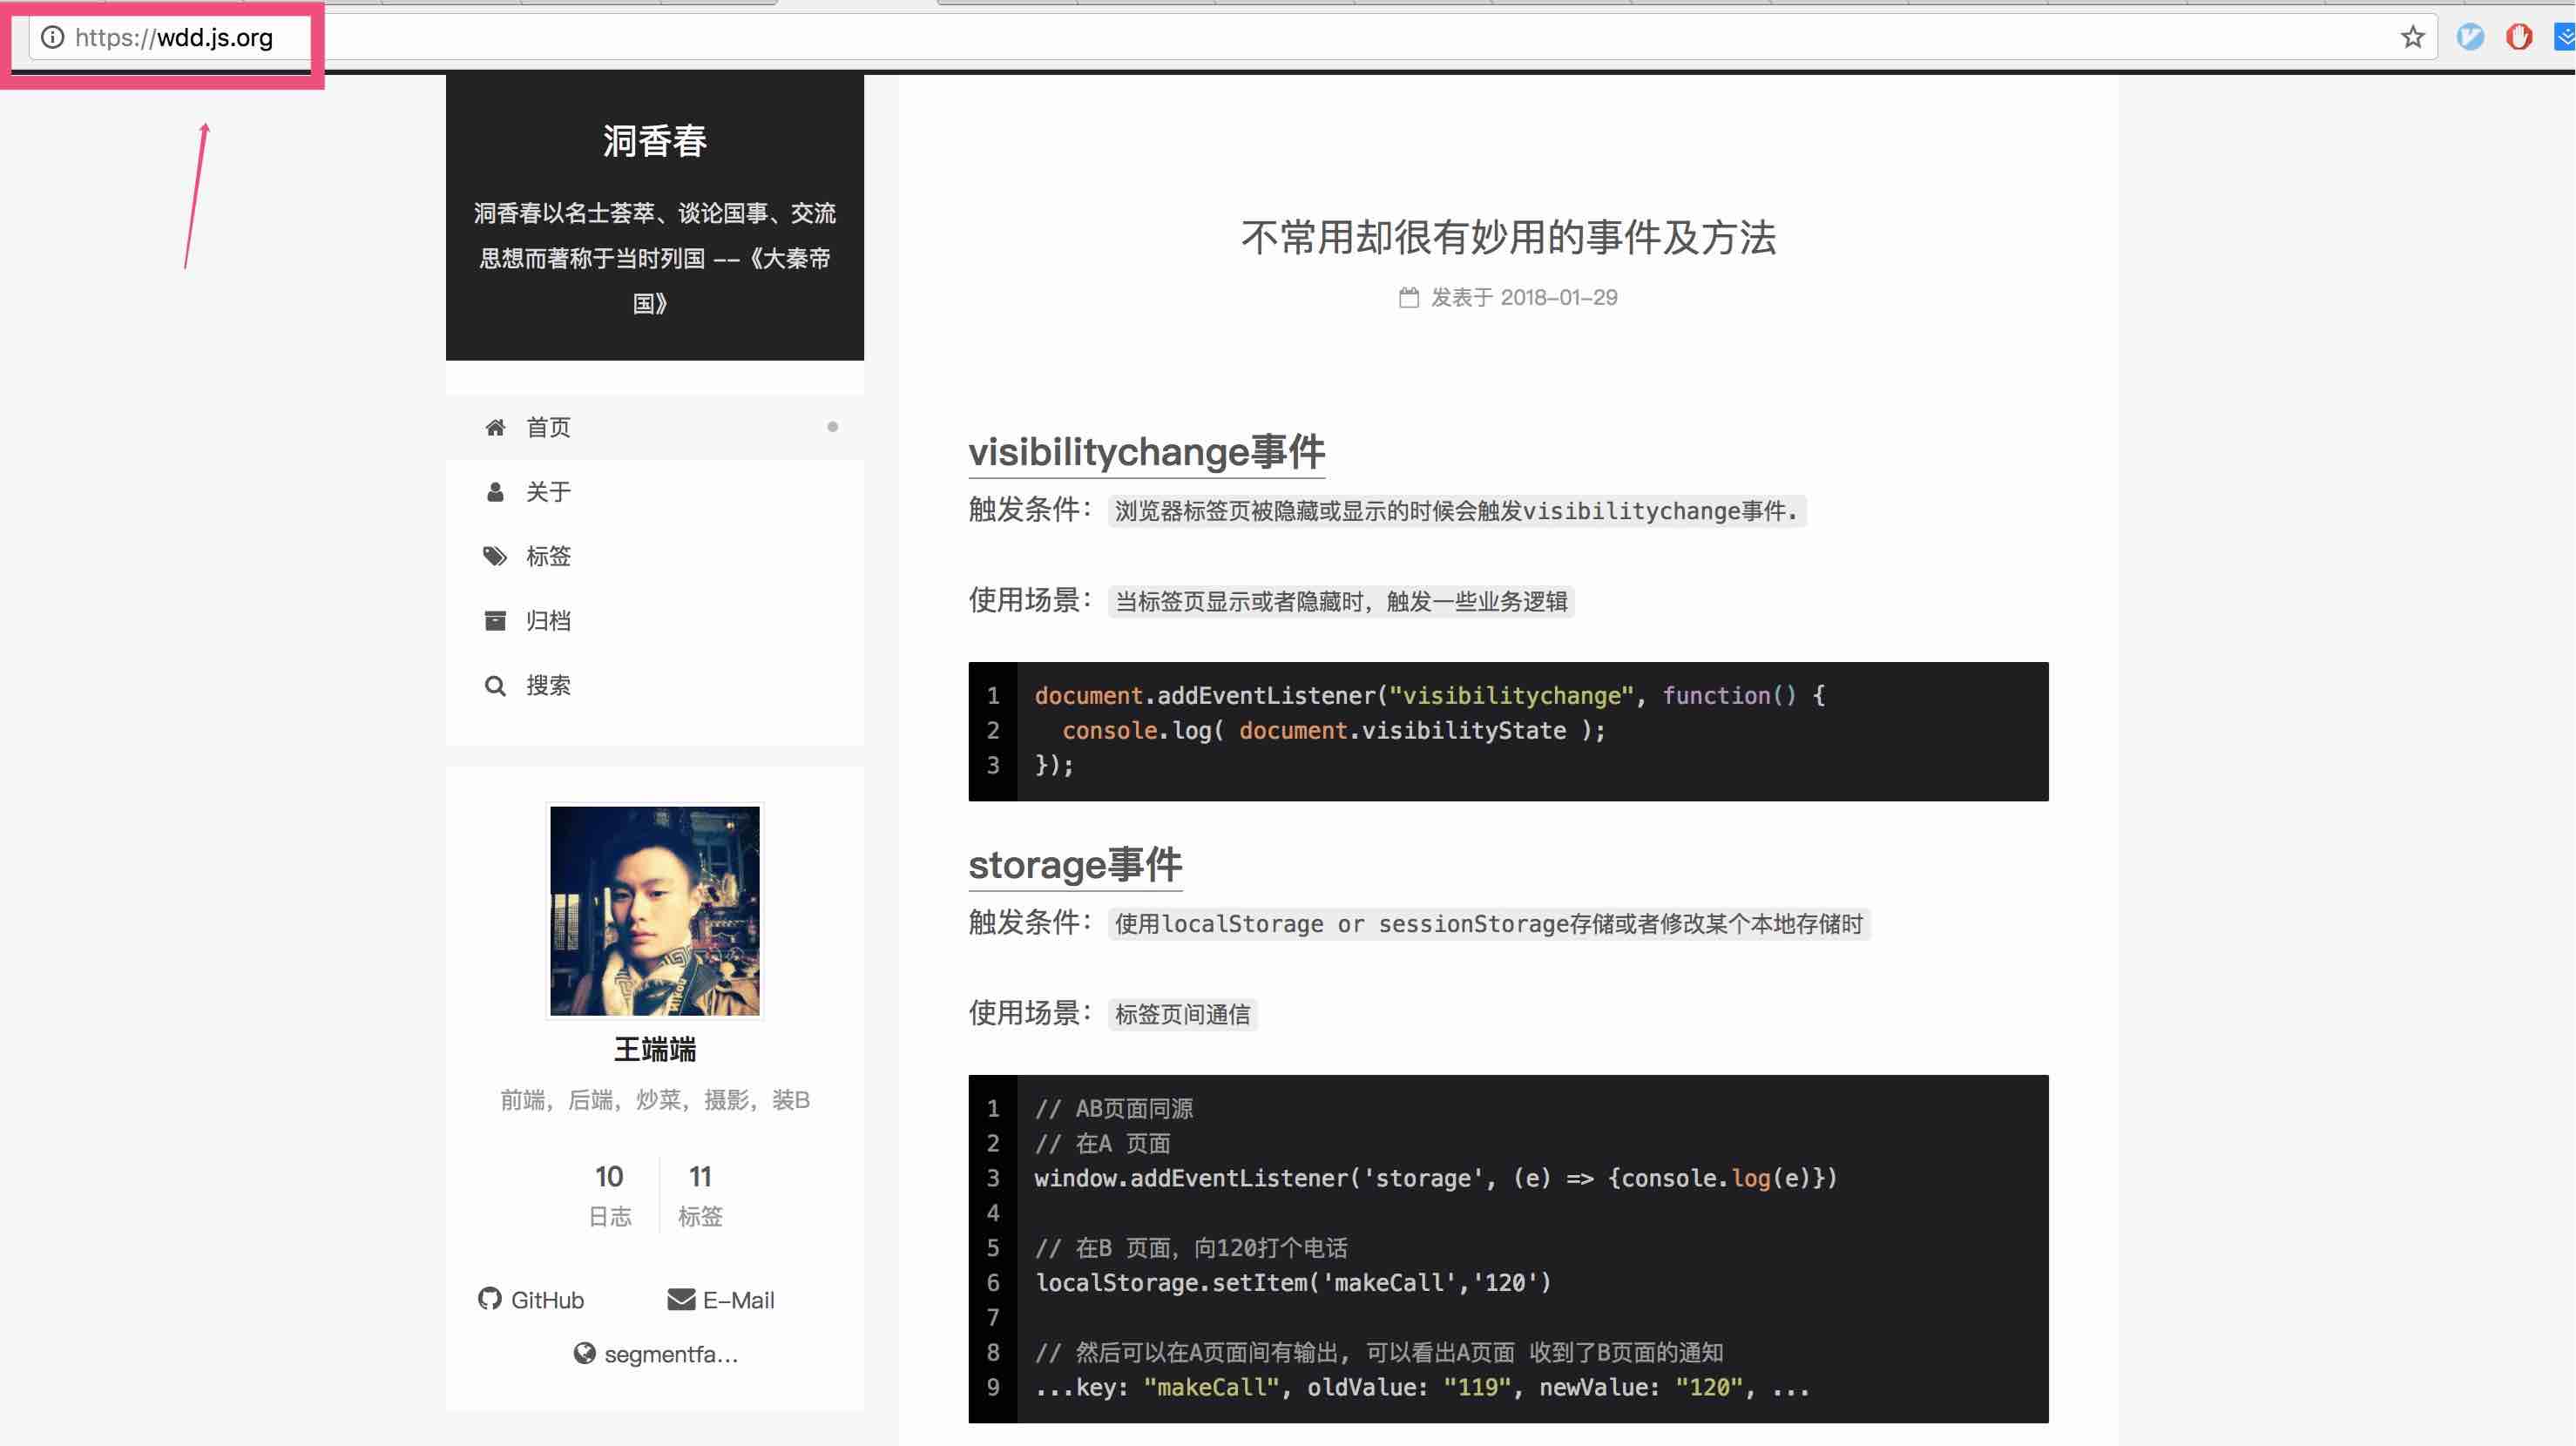 https://wdd.js.org
洞香春
洞香春以名士荟萃、谈论国事、交流
思想而著称于当时列国 --《大秦帝
国》
首页
关于
标签
归档
搜索
王端端
前端，后端，炒菜，摄影，装B
10
日志
11
标签
GitHub
E-Mail
segmentfa...
不常用却很有妙用的事件及方法
发表于 2018-01-29
visibilitychange事件
触发条件： 浏览器标签页被隐藏或显示的时候会触发visibilitychange事件.
使用场景： 当标签页显示或者隐藏时，触发一些业务逻辑
1 document.addEventListener("visibilitychange", function() {
2   console.log( document.visibilityState );
3 });
storage事件
触发条件： 使用localStorage or sessionStorage存储或者修改某个本地存储时
使用场景： 标签页间通信
1 // AB页面同源
2 // 在A 页面
3 window.addEventListener('storage', (e) => {console.log(e)})
4
5 // 在B 页面，向120打个电话
6 localStorage.setItem('makeCall','120')
7
8 // 然后可以在A页面间有输出, 可以看出A页面 收到了B页面的通知
9 ...key: "makeCall", oldValue: "119", newValue: "120", ...